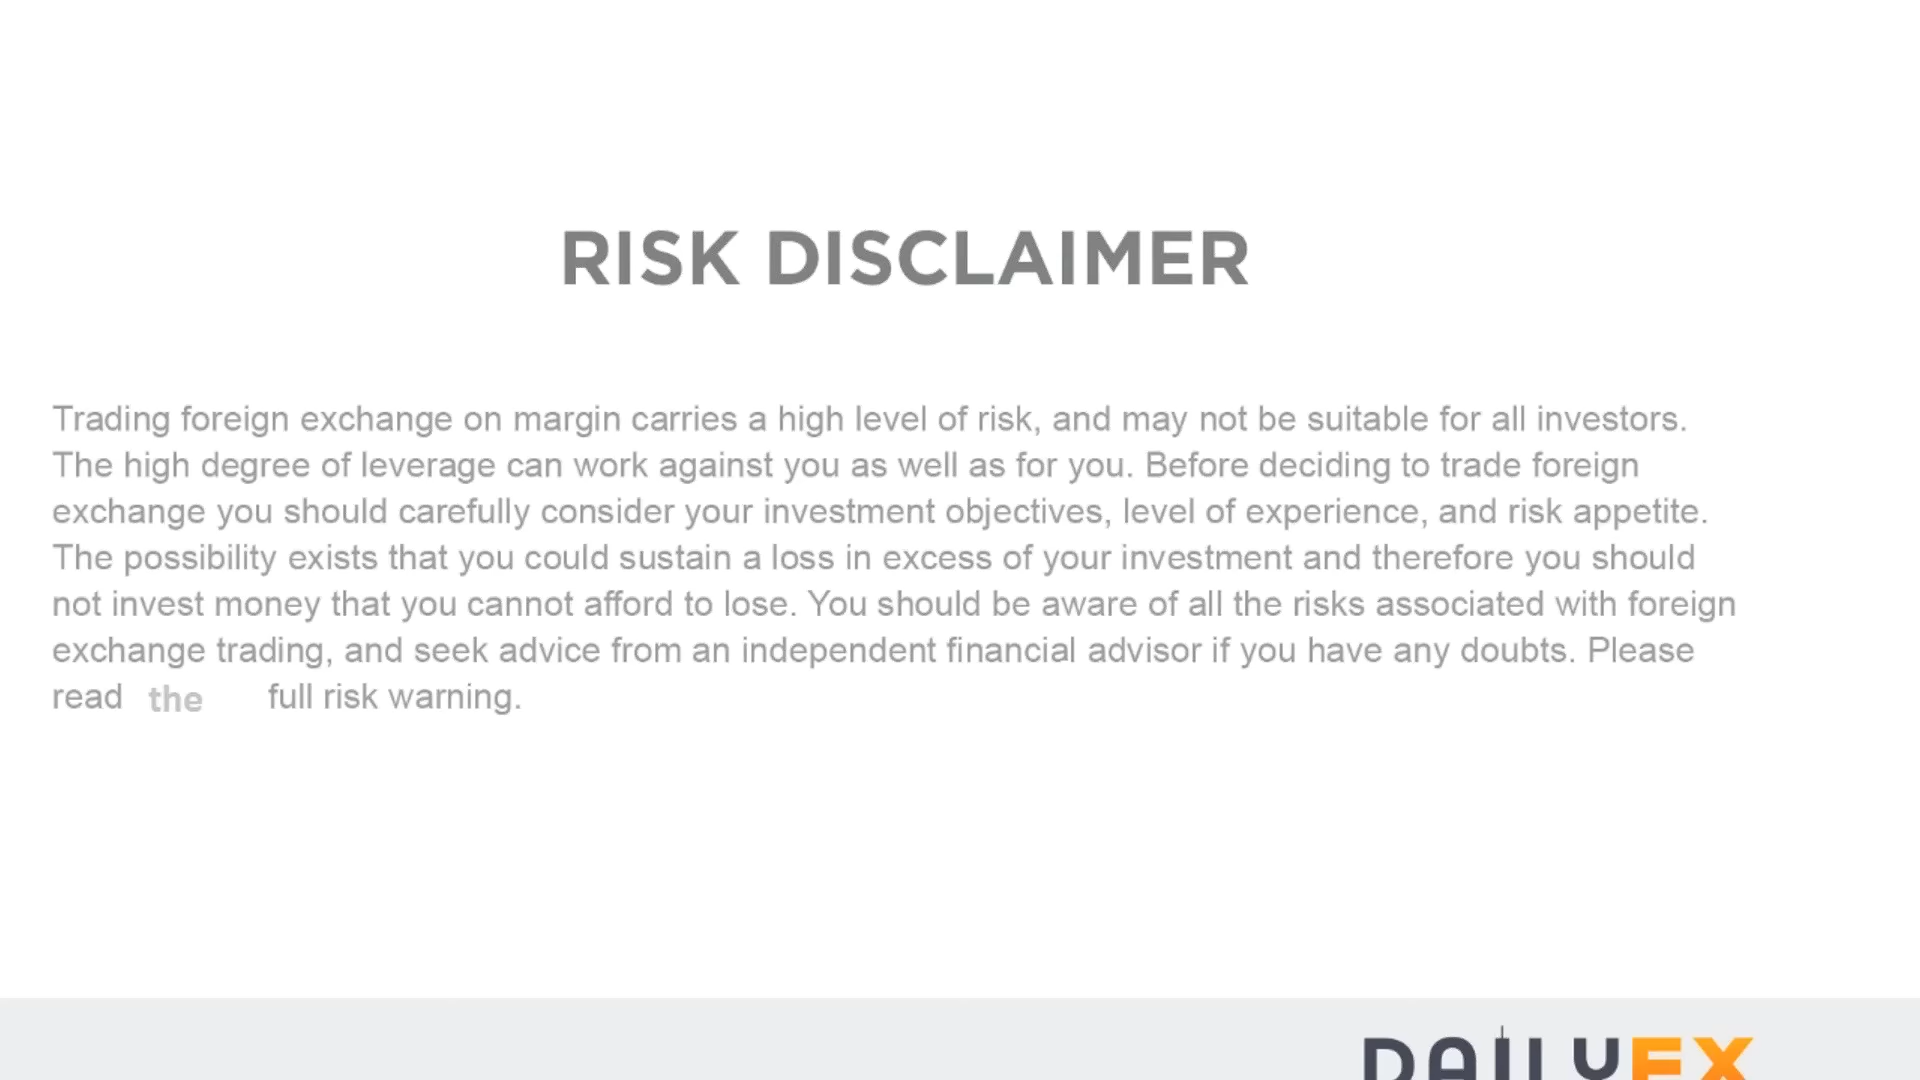 RISK DISCLAIMER
Trading foreign exchange on margin carries a high level of risk, and may not be suitable for all investors.
The high degree of leverage can work against you as well as for you. Before deciding to trade foreign
exchange you should carefully consider your investment objectives, level of experience, and risk appetite.
The possibility exists that you could sustain a loss in excess of your investment and therefore you should
not invest money that you cannot afford to lose. You should be aware of all the risks associated with foreign
exchange trading, and seek advice from an independent financial advisor if you have any doubts. Please
read the full risk warning.
DAILYFX